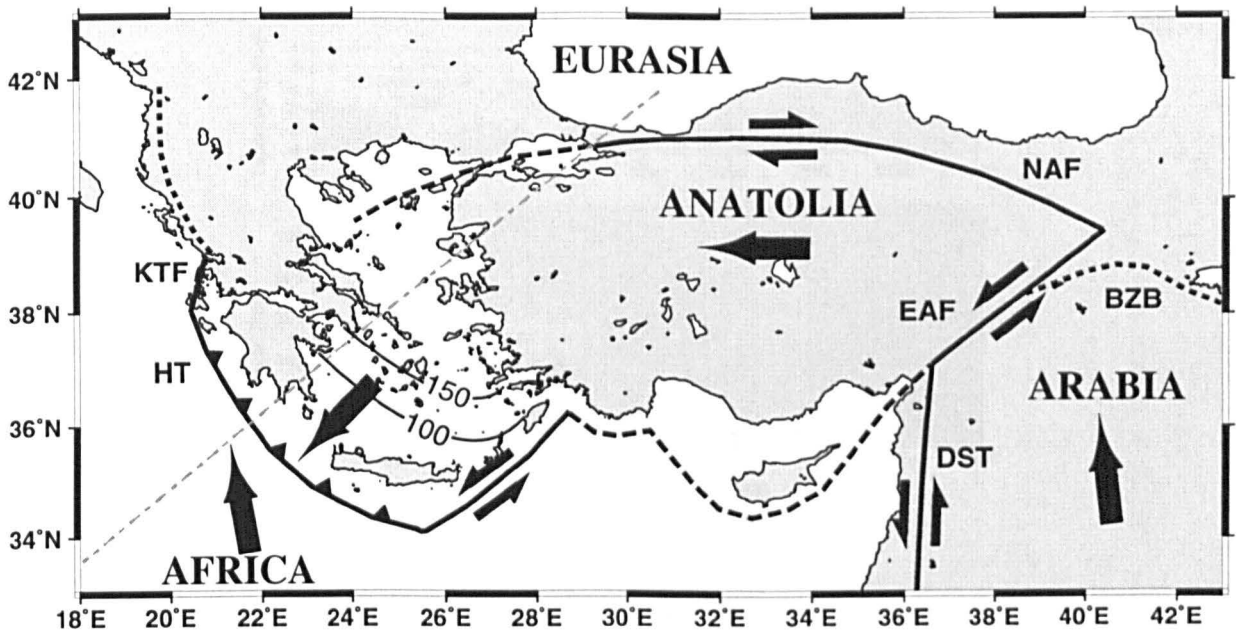 42°N
40°N
38°N
36°N
34°N
EURASIA
NAF
ANATOLIA
KTF
EAF
BZB
HT
150
100
ARABIA
DST
AFRICA
18°E 20°E 22°E 24°E 26°E 28°E 30°E 32°E 34°E 36°E 38°E 40°E 42°E